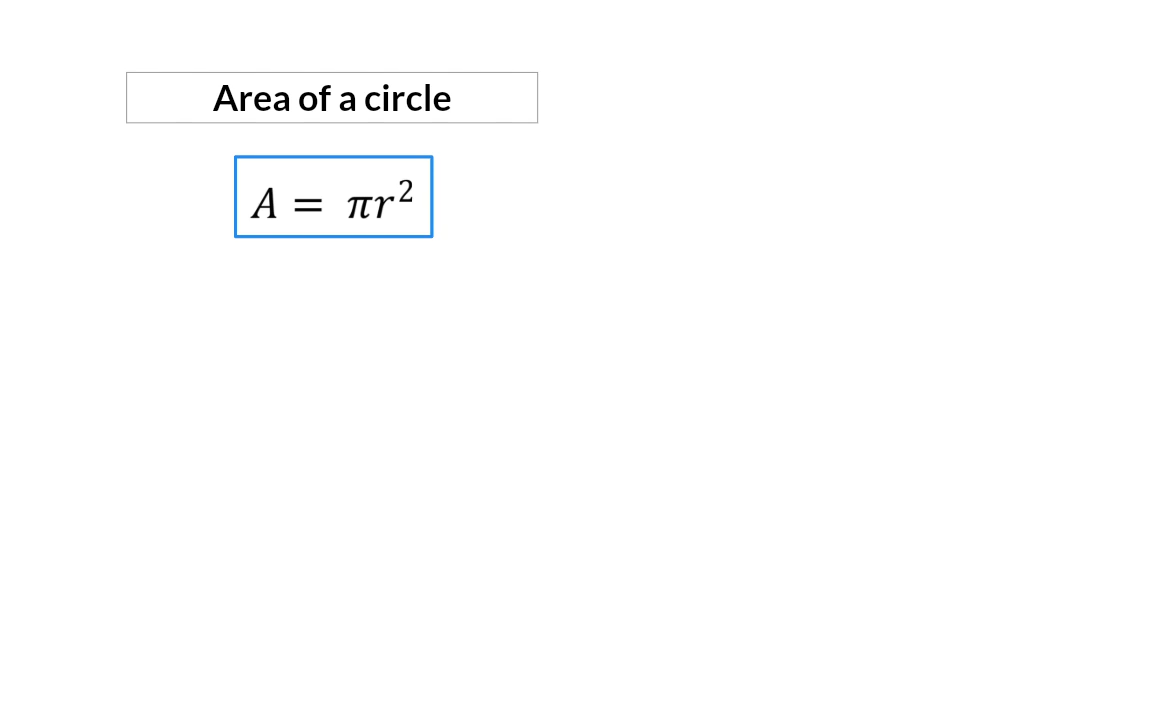 Area of a circle
A = πr²